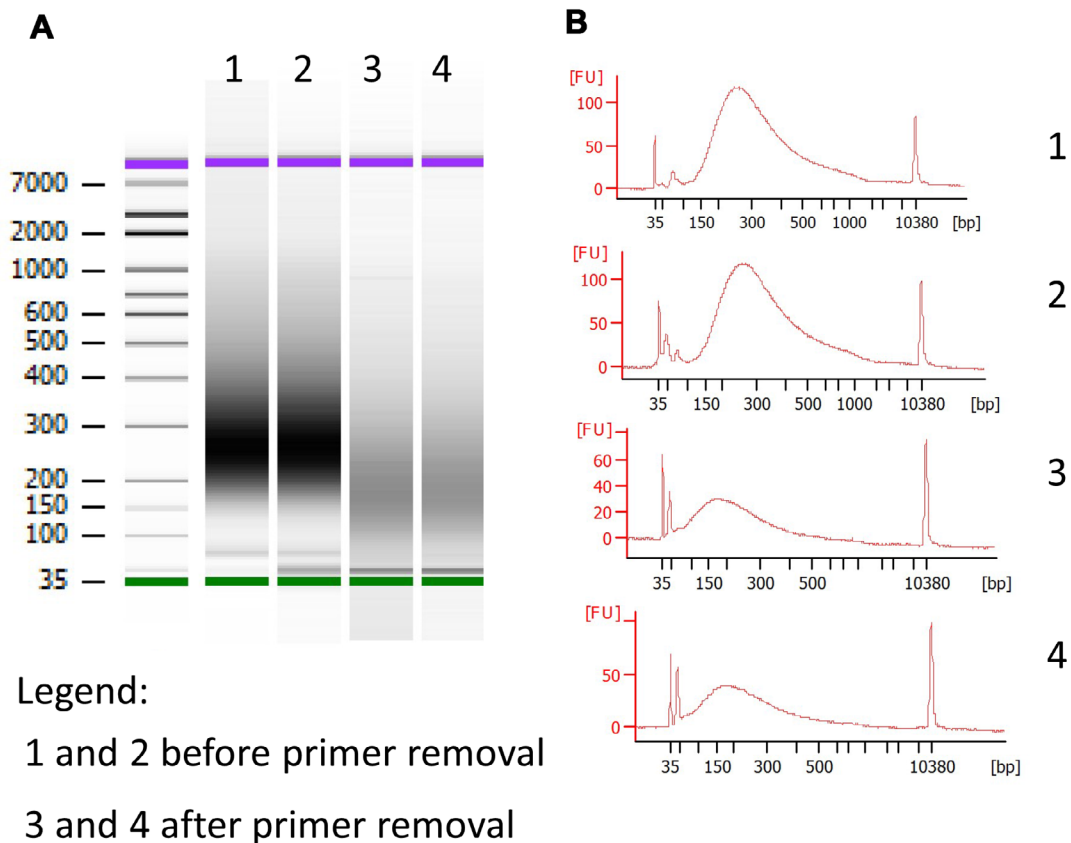 A
1 2 3 4
7000
2000
1000
600
500
400
300
200
150
100
35
Legend:
1 and 2 before primer removal
3 and 4 after primer removal
B
[FU]
100
50
0
35 150 300 500 1000 10380 [bp]
1
[FU]
100
50
0
35 150 300 500 1000 10380 [bp]
2
[FU]
60
40
20
0
35 150 300 500 10380 [bp]
3
[FU]
50
0
35 150 300 500 10380 [bp]
4